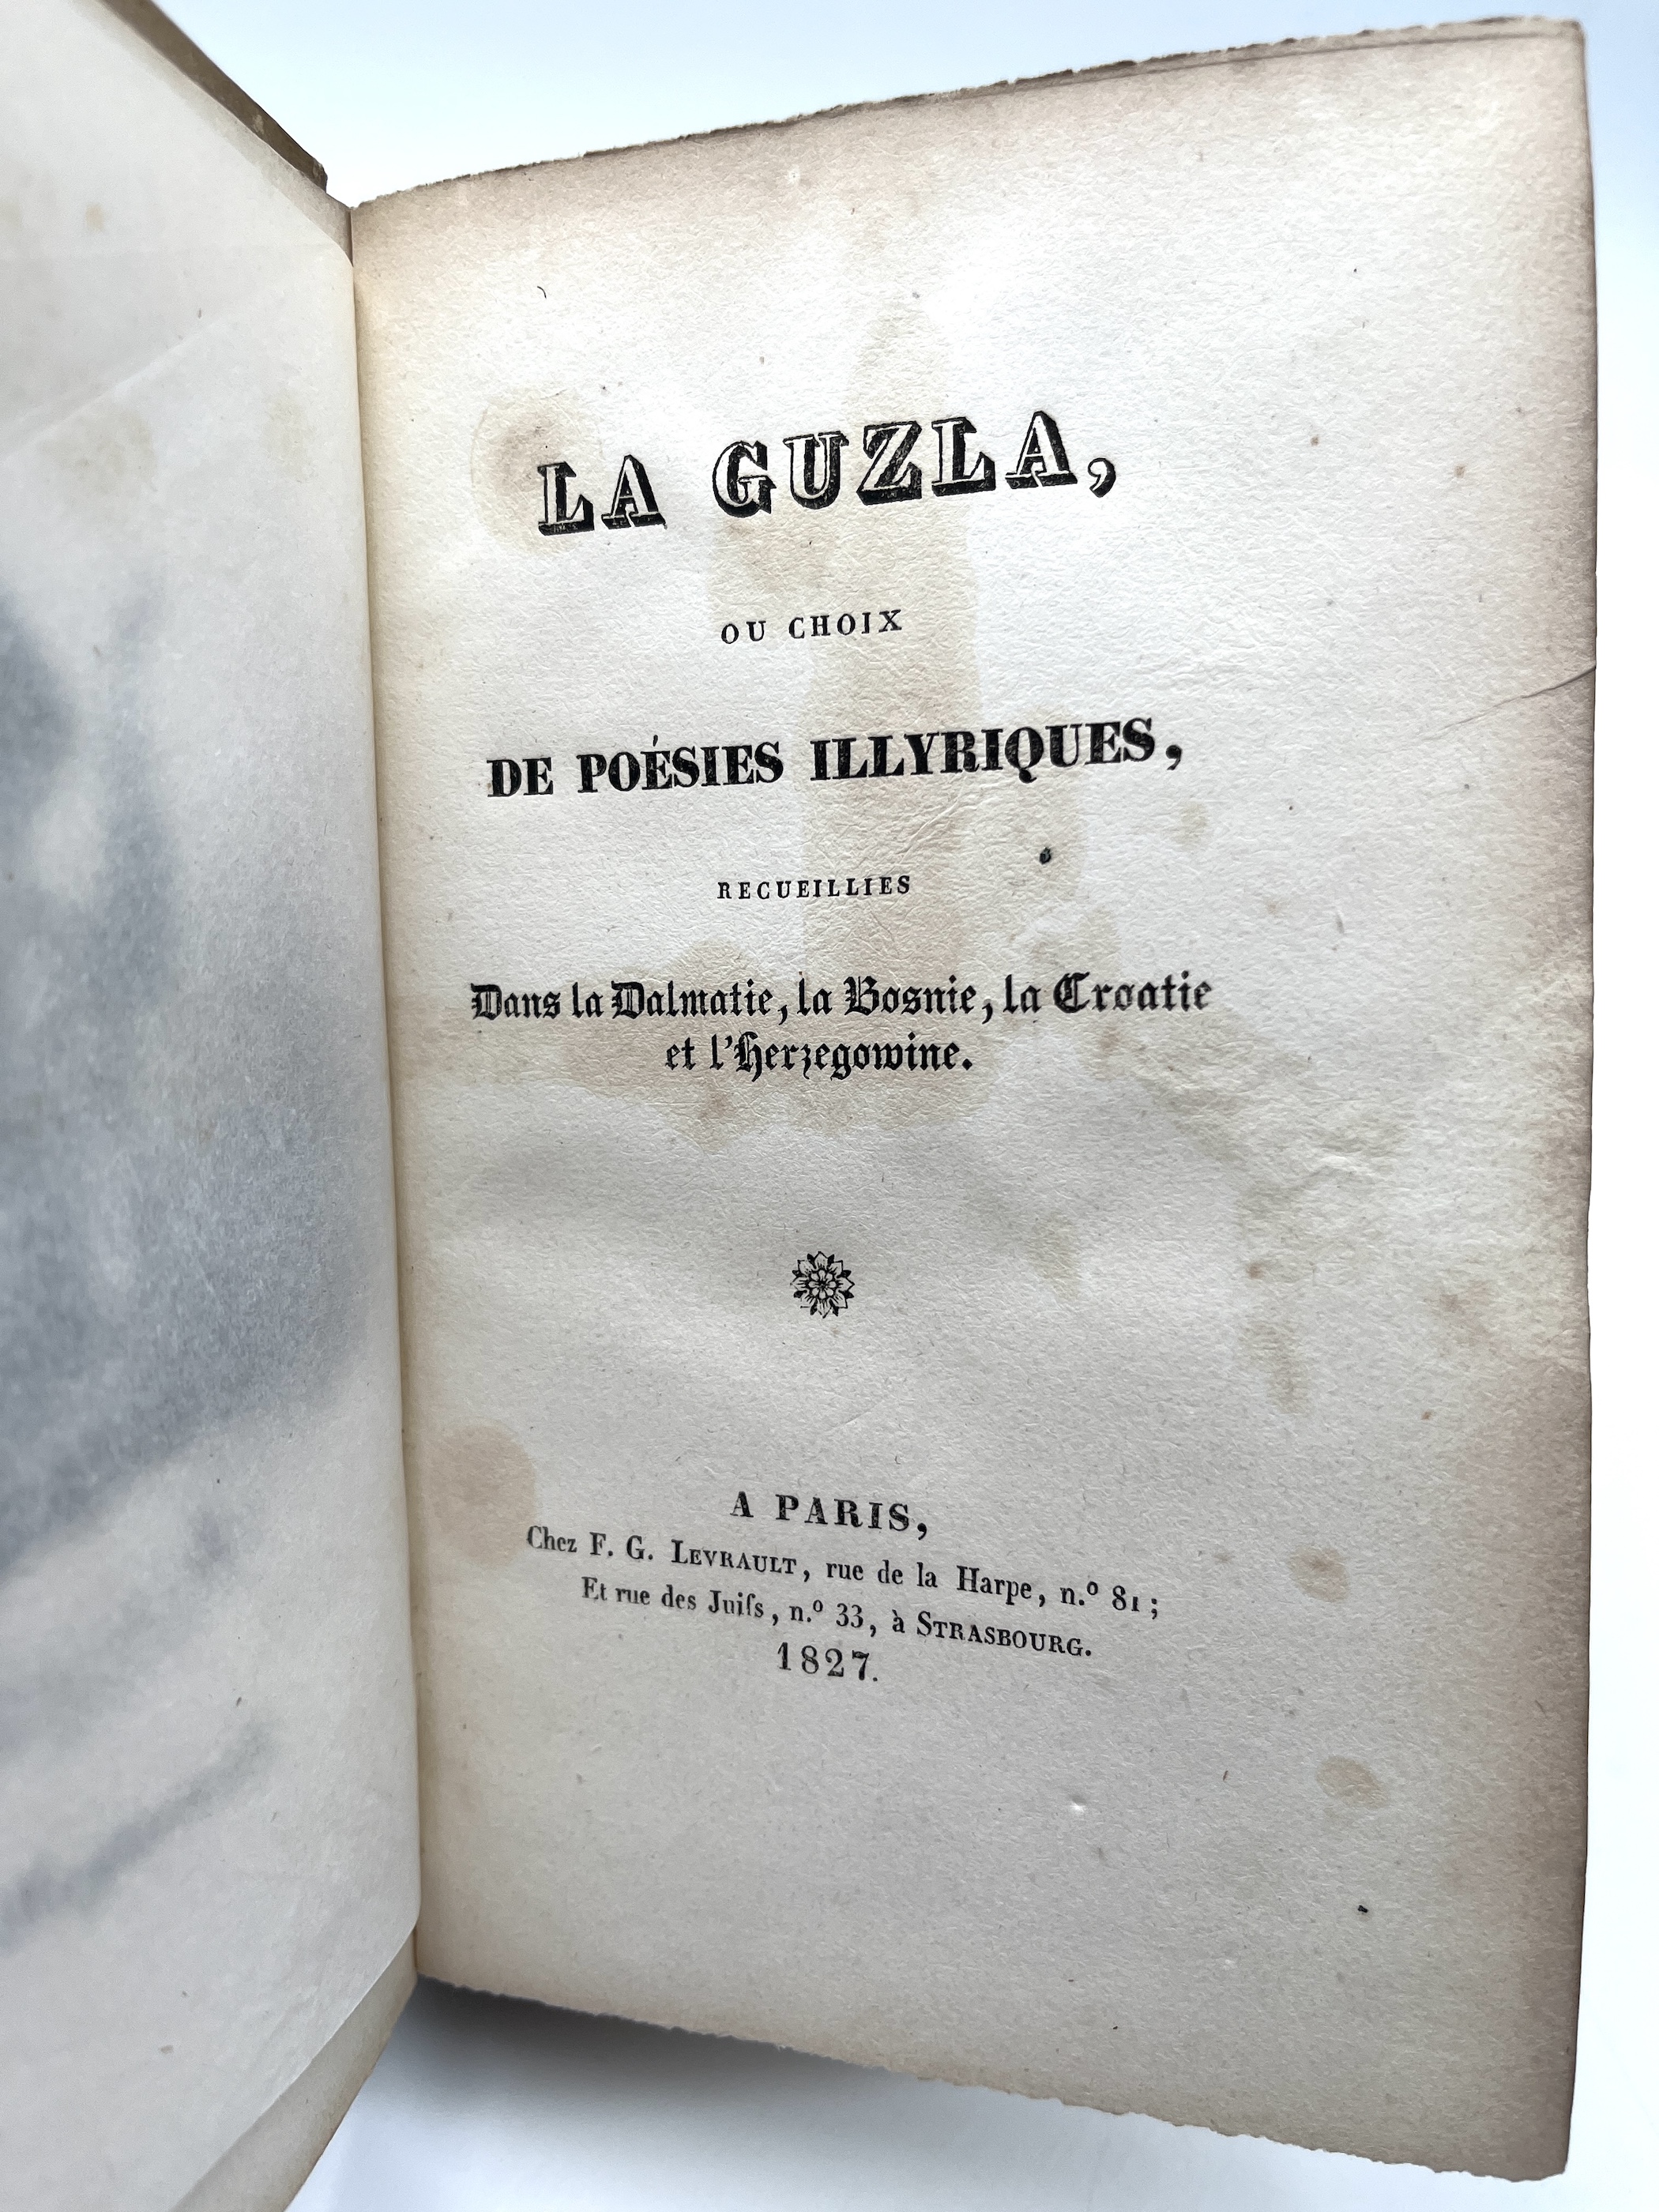 LA GUZLA,
OU CHOIX
DE POÉSIES ILLYRIQUES,
RECUEILLIES
Dans la Dalmatie, la Bosnie, la Croatie
et l'Herzegowine.
A PARIS,
Chez F. G. LEVRAULT, rue de la Harpe, n.º 81;
Et rue des Juifs, n.º 33, à STRASBOURG.
1827.